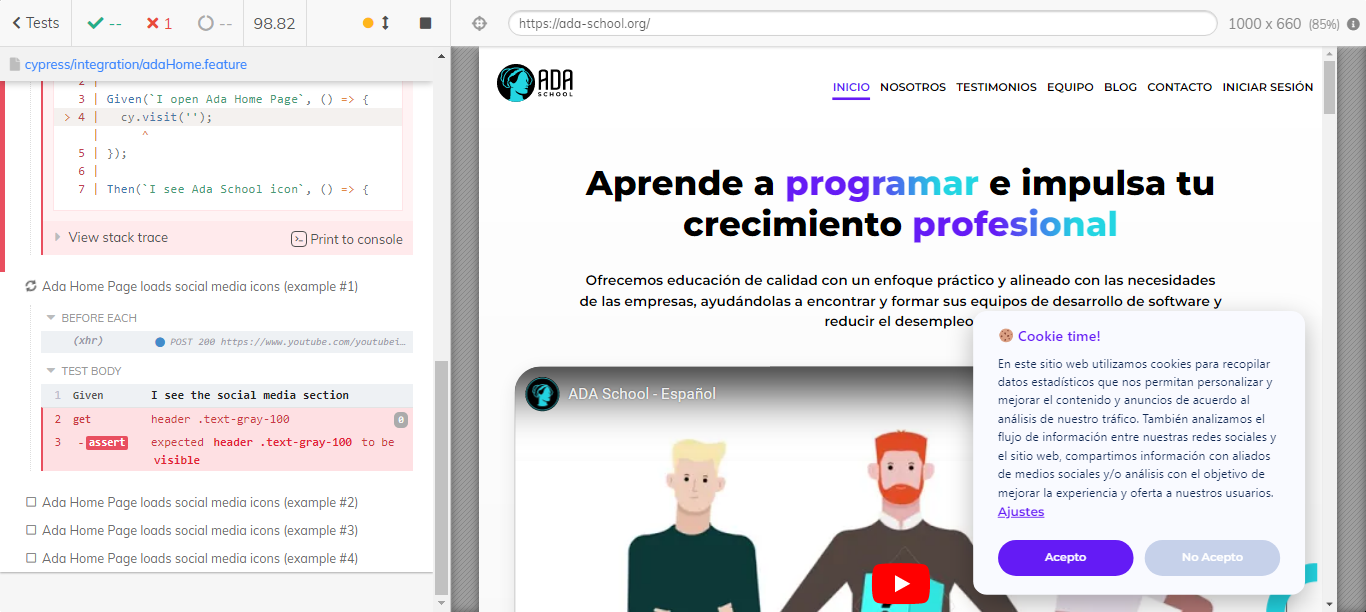 Tests
--
1
--
98.82
https://ada-school.org/
1000 x 660 (85%)
cypress/integration/adaHome.feature
2 |
3 | Given(`I open Ada Home Page`, () => {
> 4 |   cy.visit('');
|      ^
5 | });
6 |
7 | Then(`I see Ada School icon`, () => {
View stack trace
Print to console
Ada Home Page loads social media icons (example #1)
BEFORE EACH
(xhr) POST 200 https://www.youtube.com/youtubei...
TEST BODY
1 Given I see the social media section
2 get header .text-gray-100 0
3 -assert expected header .text-gray-100 to be
visible
Ada Home Page loads social media icons (example #2)
Ada Home Page loads social media icons (example #3)
Ada Home Page loads social media icons (example #4)
ADA
SCHOOL
INICIO NOSOTROS TESTIMONIOS EQUIPO BLOG CONTACTO INICIAR SESIÓN
Aprende a programar e impulsa tu
crecimiento profesional
Ofrecemos educación de calidad con un enfoque práctico y alineado con las necesidades
de las empresas, ayudándolas a encontrar y formar sus equipos de desarrollo de software y
reducir el desempleo
ADA School - Español
🍪 Cookie time!
En este sitio web utilizamos cookies para recopilar
datos estadísticos que nos permitan personalizar y
mejorar el contenido y anuncios de acuerdo al
análisis de nuestro tráfico. También analizamos el
flujo de información entre nuestras redes sociales y
el sitio web, compartimos información con aliados
de medios sociales y/o análisis con el objetivo de
mejorar la experiencia y oferta a nuestros usuarios.
Ajustes
Acepto
No Acepto